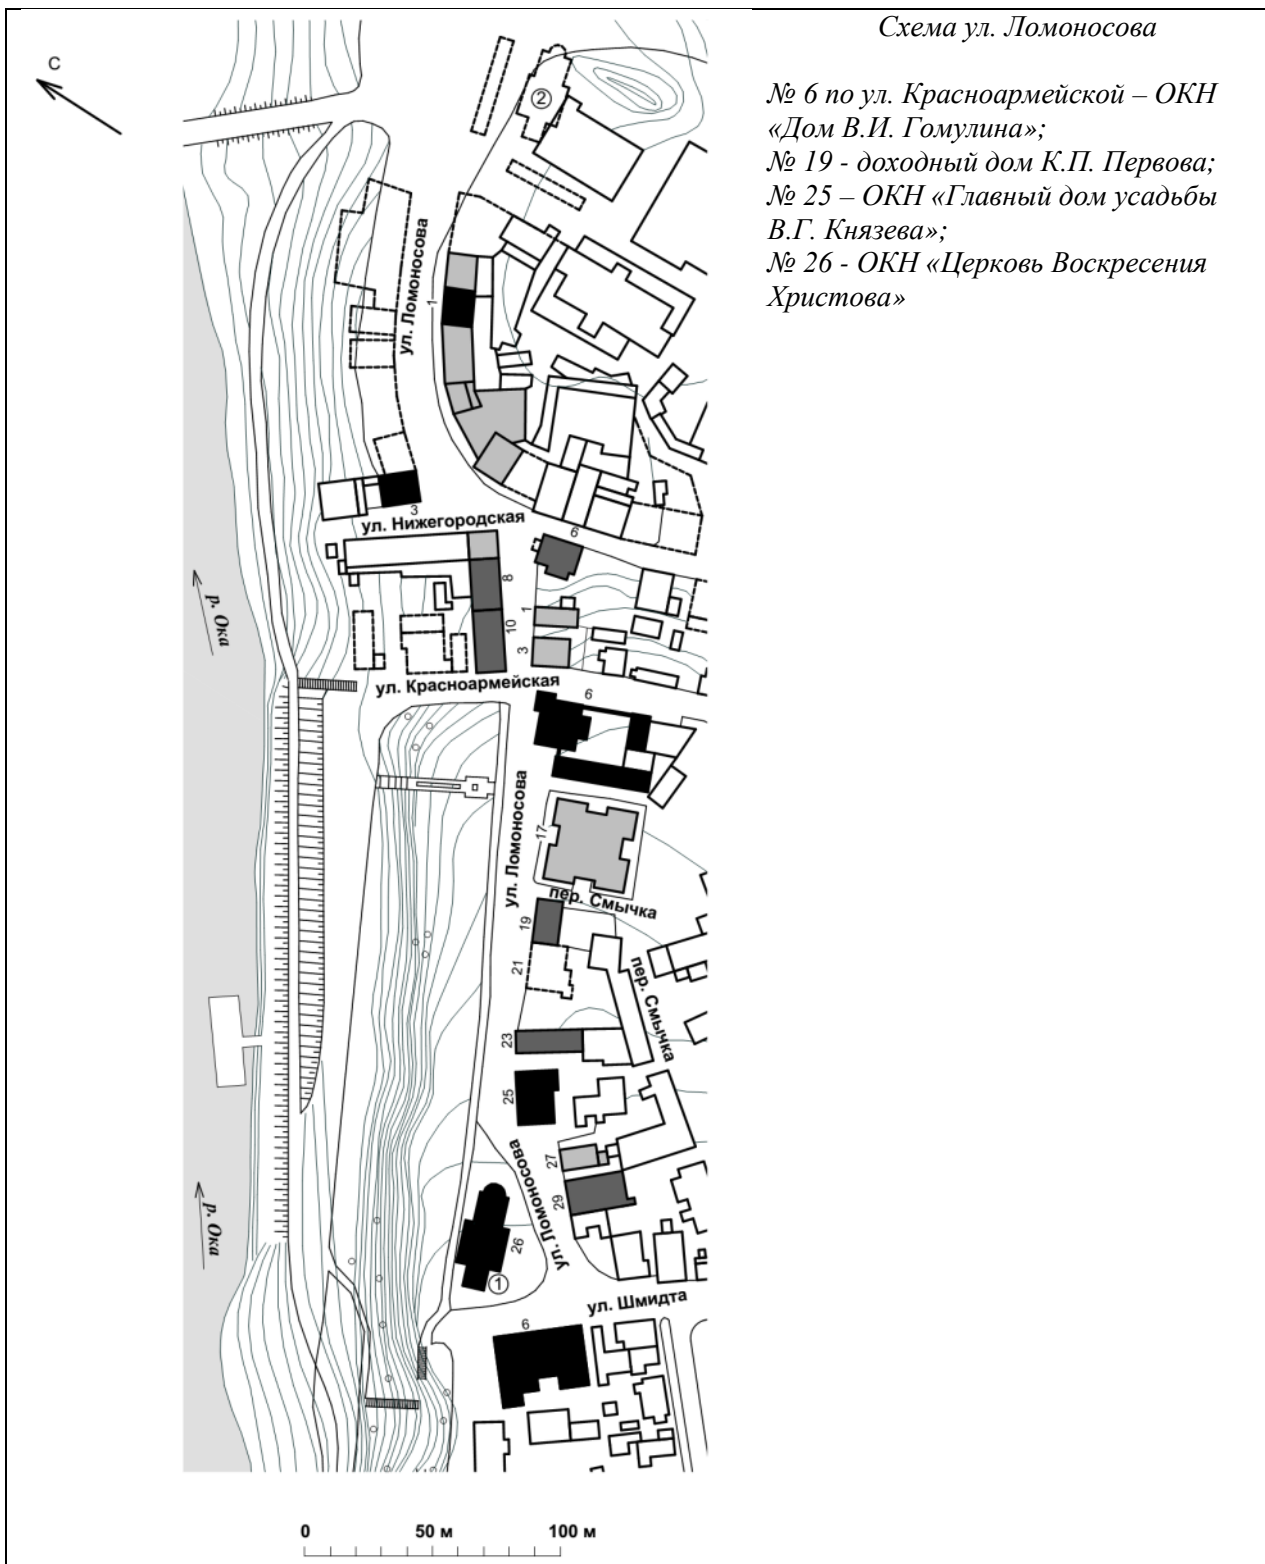 Схема ул. Ломоносова
№ 6 по ул. Красноармейской – ОКН
«Дом В.И. Гомулина»;
№ 19 - доходный дом К.П. Первова;
№ 25 – ОКН «Главный дом усадьбы
В.Г. Князева»;
№ 26 - ОКН «Церковь Воскресения
Христова»
С
2
ул. Ломоносова
1
3
ул. Нижегородская
6
8
р. Ока
1
10
3
ул. Красноармейская
6
ул. Ломоносова
17
пер. Смычка
19
21
пер. Смычка
23
25
ул. Ломоносова
27
29
р. Ока
26
1
ул. Шмидта
6
0 50 м 100 м